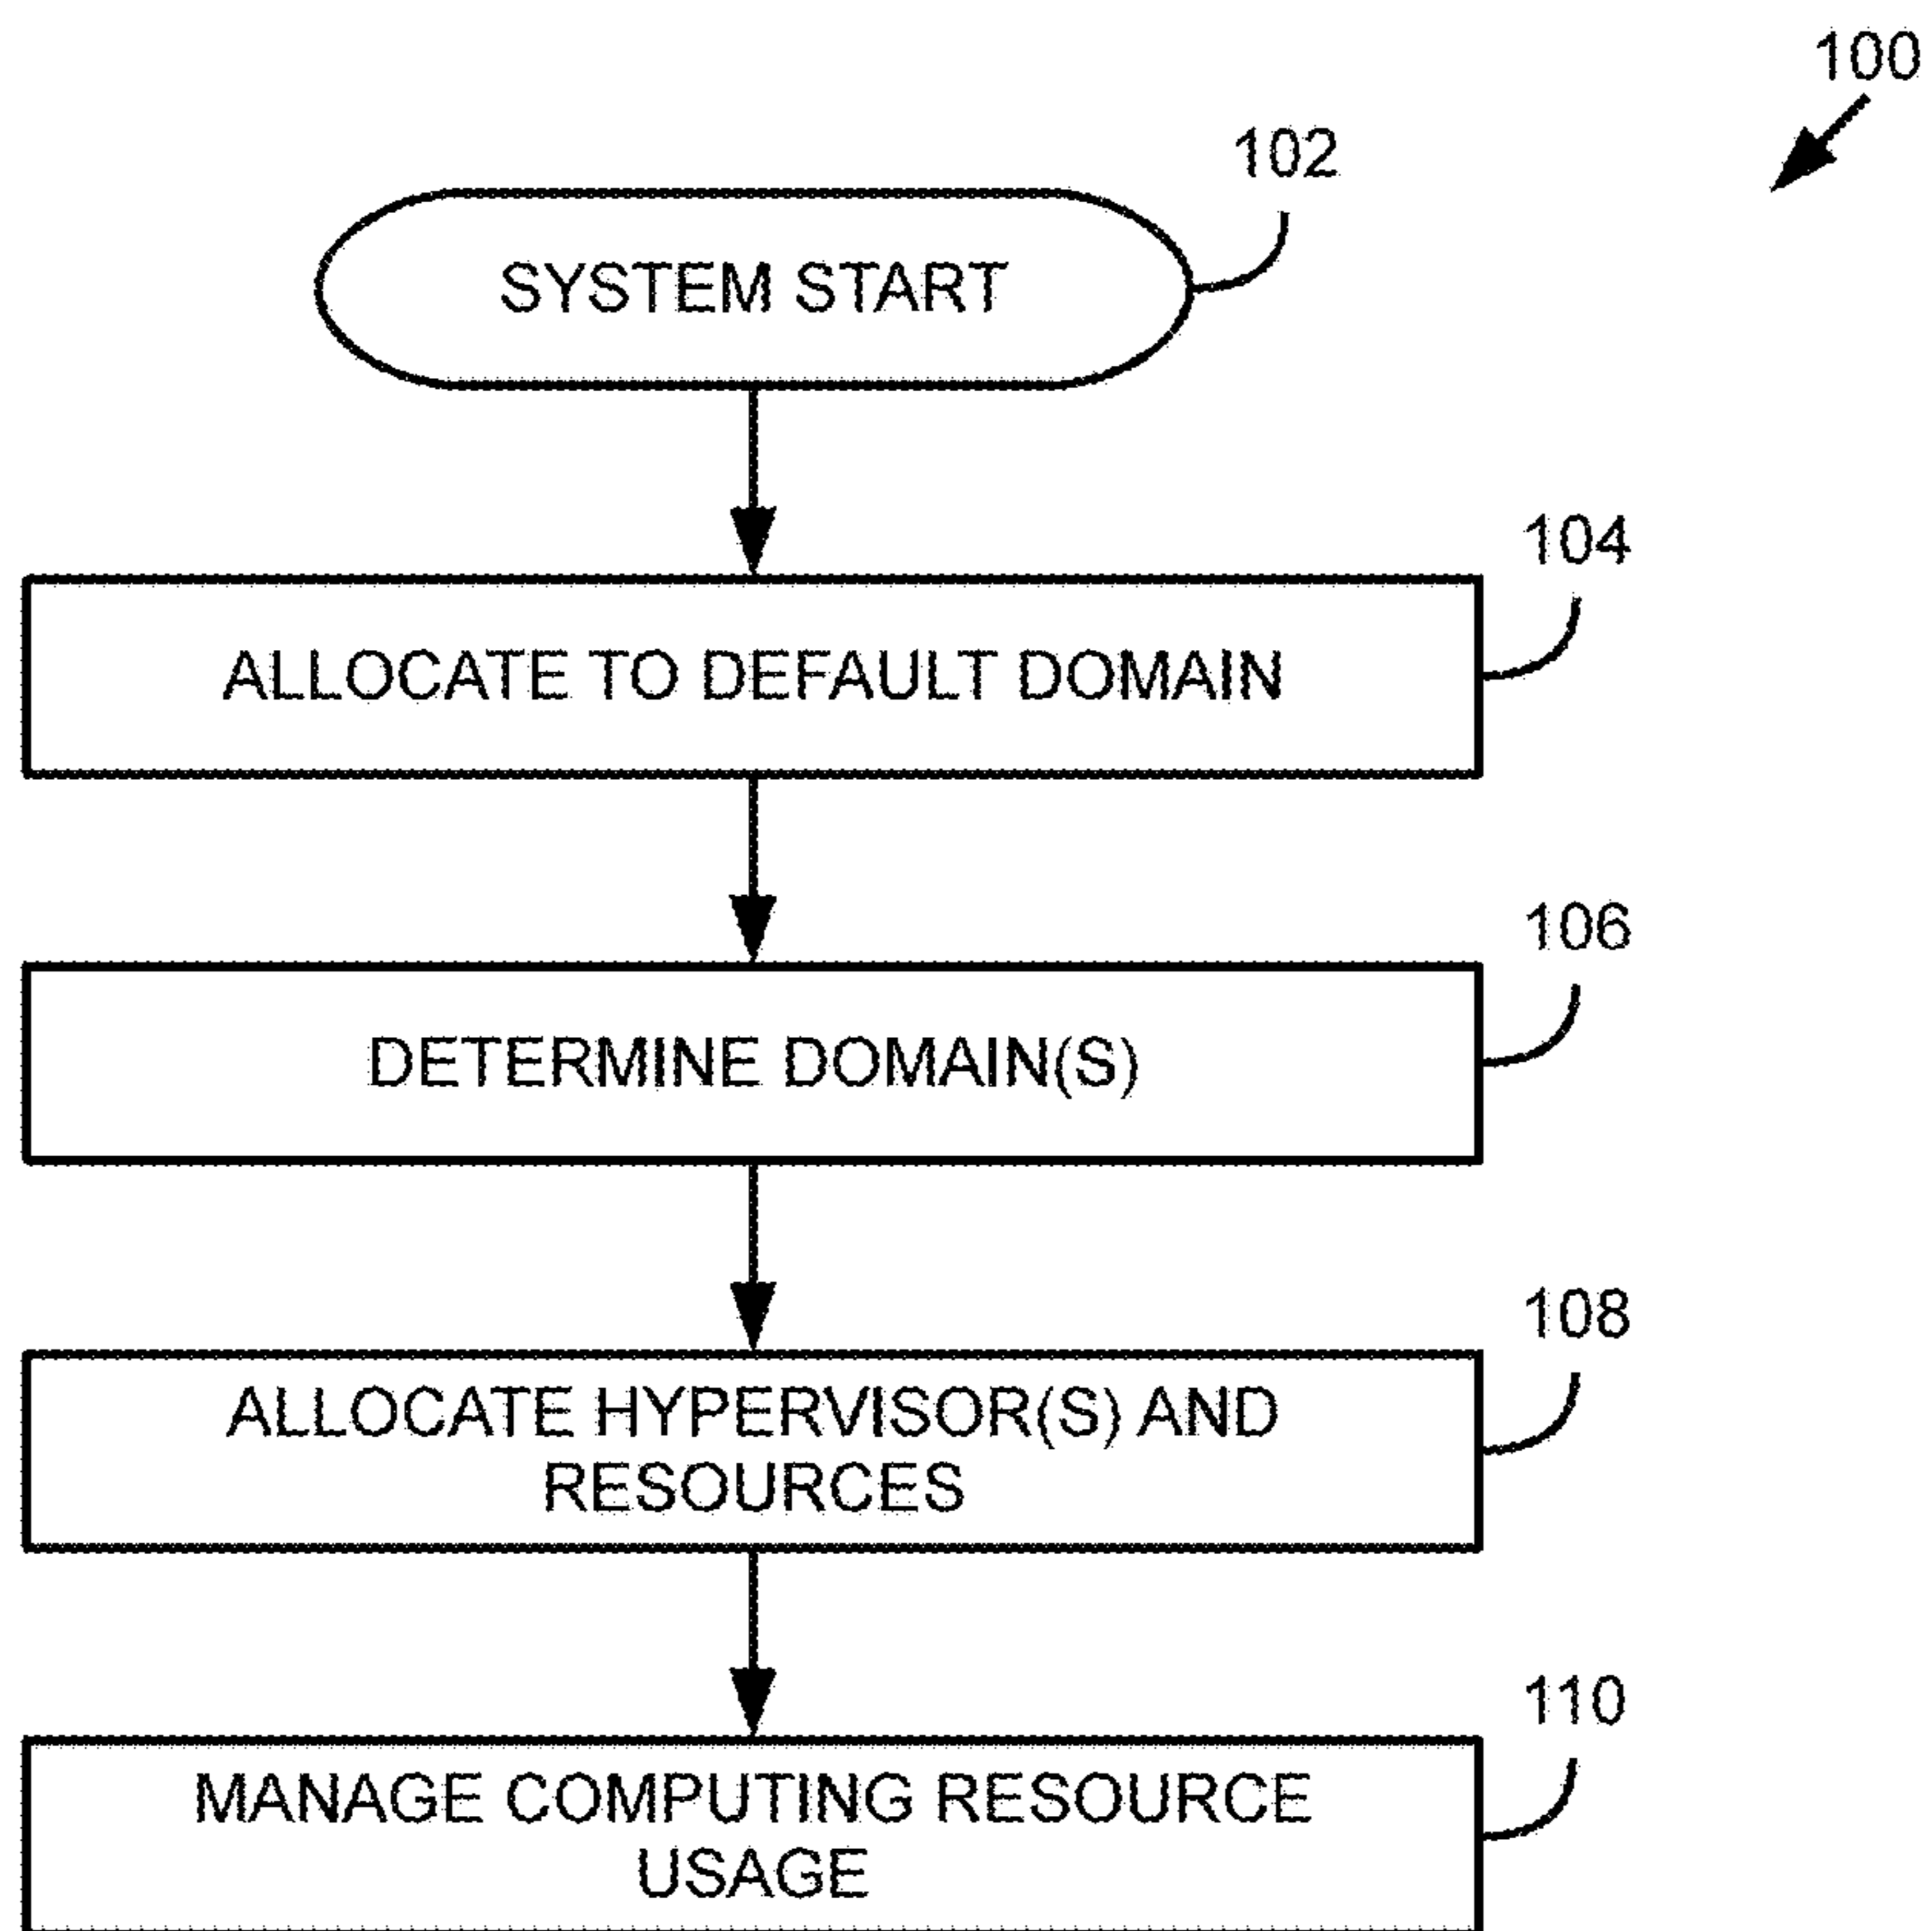 100
102
SYSTEM START
104
ALLOCATE TO DEFAULT DOMAIN
106
DETERMINE DOMAIN(S)
108
ALLOCATE HYPERVISOR(S) AND
RESOURCES
110
MANAGE COMPUTING RESOURCE
USAGE